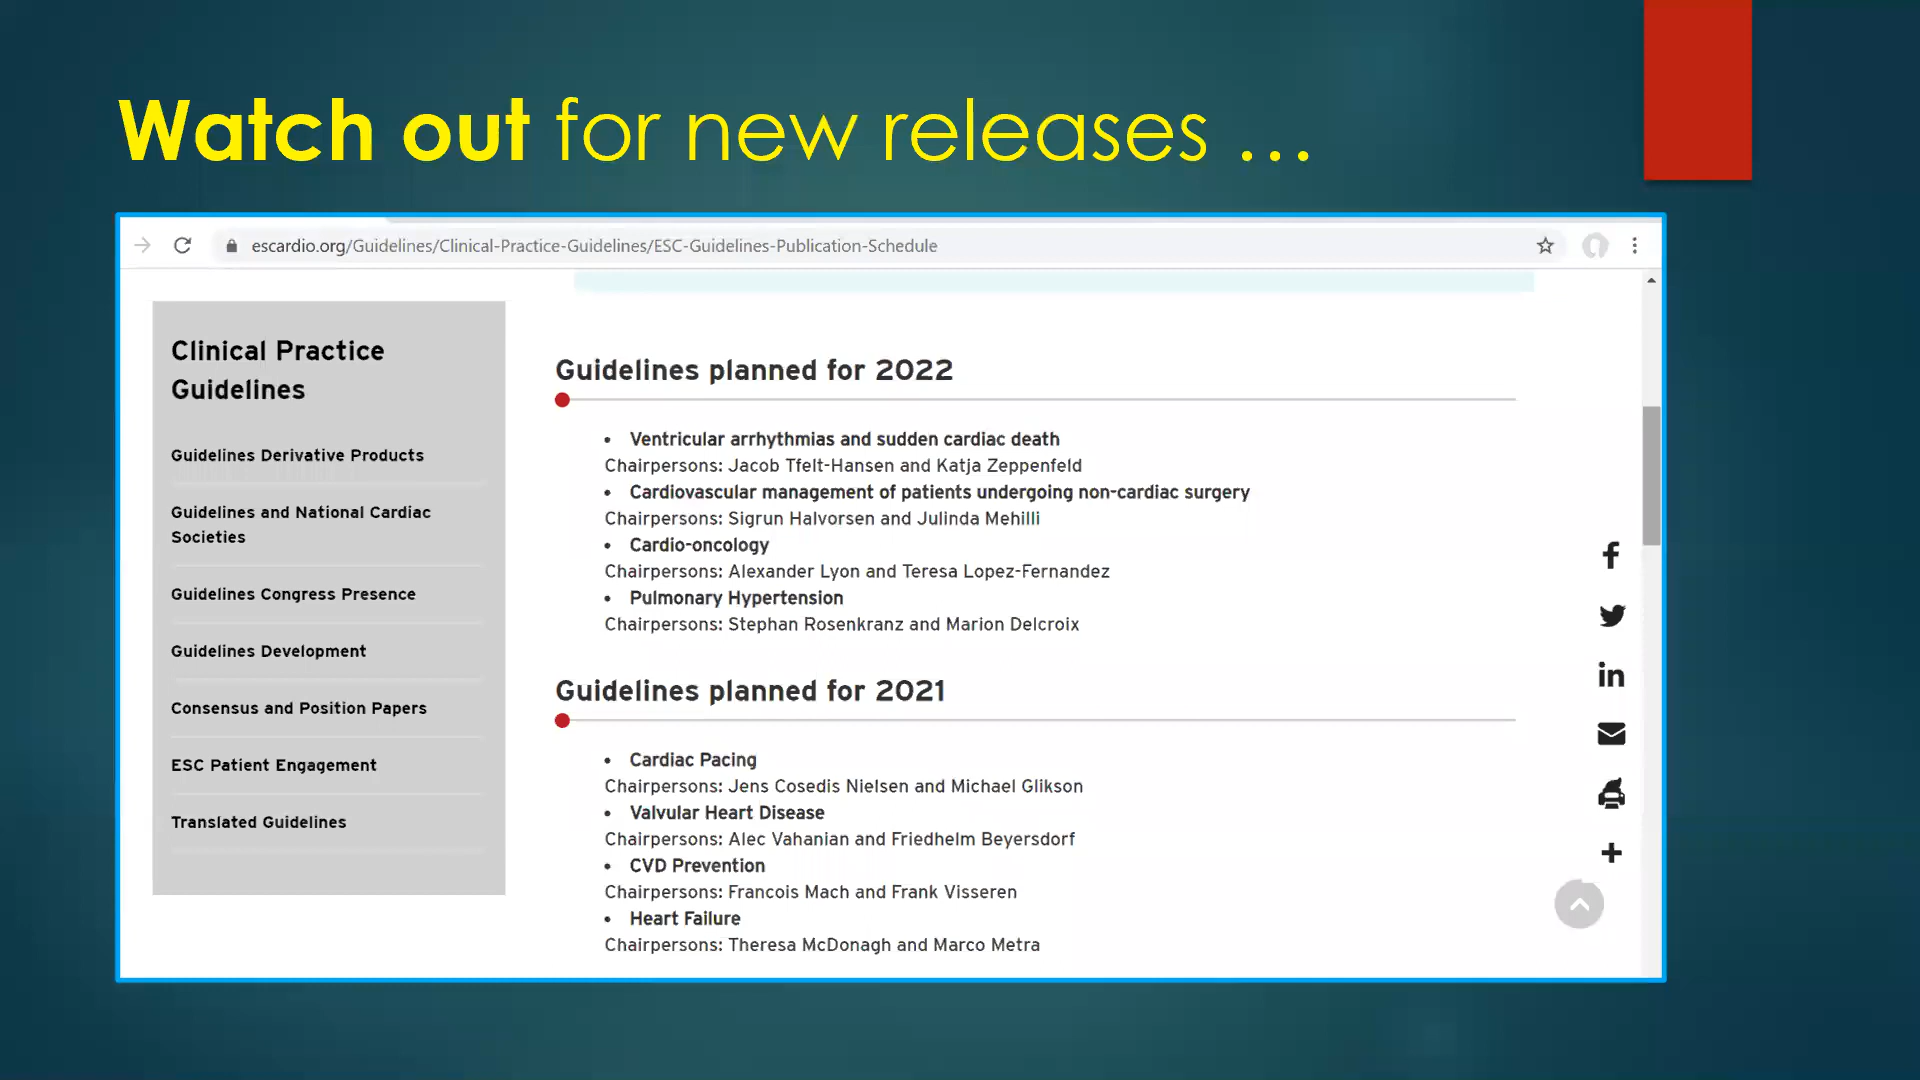 Watch out for new releases ...
escardio.org/Guidelines/Clinical-Practice-Guidelines/ESC-Guidelines-Publication-Schedule
Clinical Practice
Guidelines
Guidelines Derivative Products
Guidelines and National Cardiac
Societies
Guidelines Congress Presence
Guidelines Development
Consensus and Position Papers
ESC Patient Engagement
Translated Guidelines
Guidelines planned for 2022
• Ventricular arrhythmias and sudden cardiac death
Chairpersons: Jacob Tfelt-Hansen and Katja Zeppenfeld
• Cardiovascular management of patients undergoing non-cardiac surgery
Chairpersons: Sigrun Halvorsen and Julinda Mehilli
• Cardio-oncology
Chairpersons: Alexander Lyon and Teresa Lopez-Fernandez
• Pulmonary Hypertension
Chairpersons: Stephan Rosenkranz and Marion Delcroix
Guidelines planned for 2021
• Cardiac Pacing
Chairpersons: Jens Cosedis Nielsen and Michael Glikson
• Valvular Heart Disease
Chairpersons: Alec Vahanian and Friedhelm Beyersdorf
• CVD Prevention
Chairpersons: Francois Mach and Frank Visseren
• Heart Failure
Chairpersons: Theresa McDonagh and Marco Metra